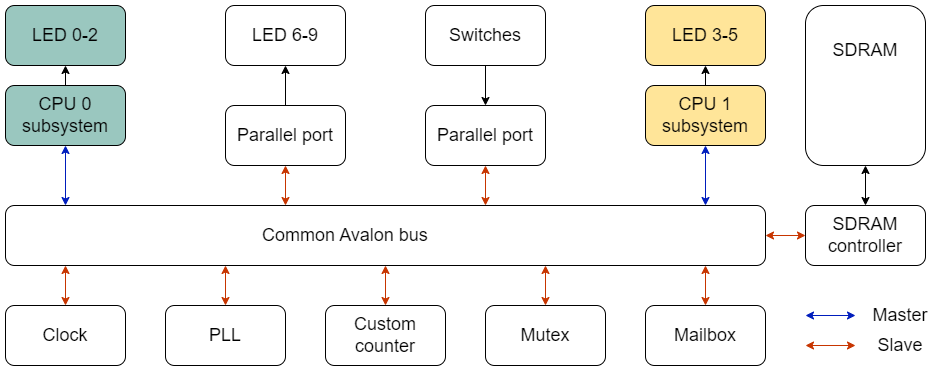 LED 0-2
LED 6-9
Switches
LED 3-5
SDRAM
CPU 0
subsystem
Parallel port
Parallel port
CPU 1
subsystem
Common Avalon bus
SDRAM
controller
Clock
PLL
Custom
counter
Mutex
Mailbox
Master
Slave